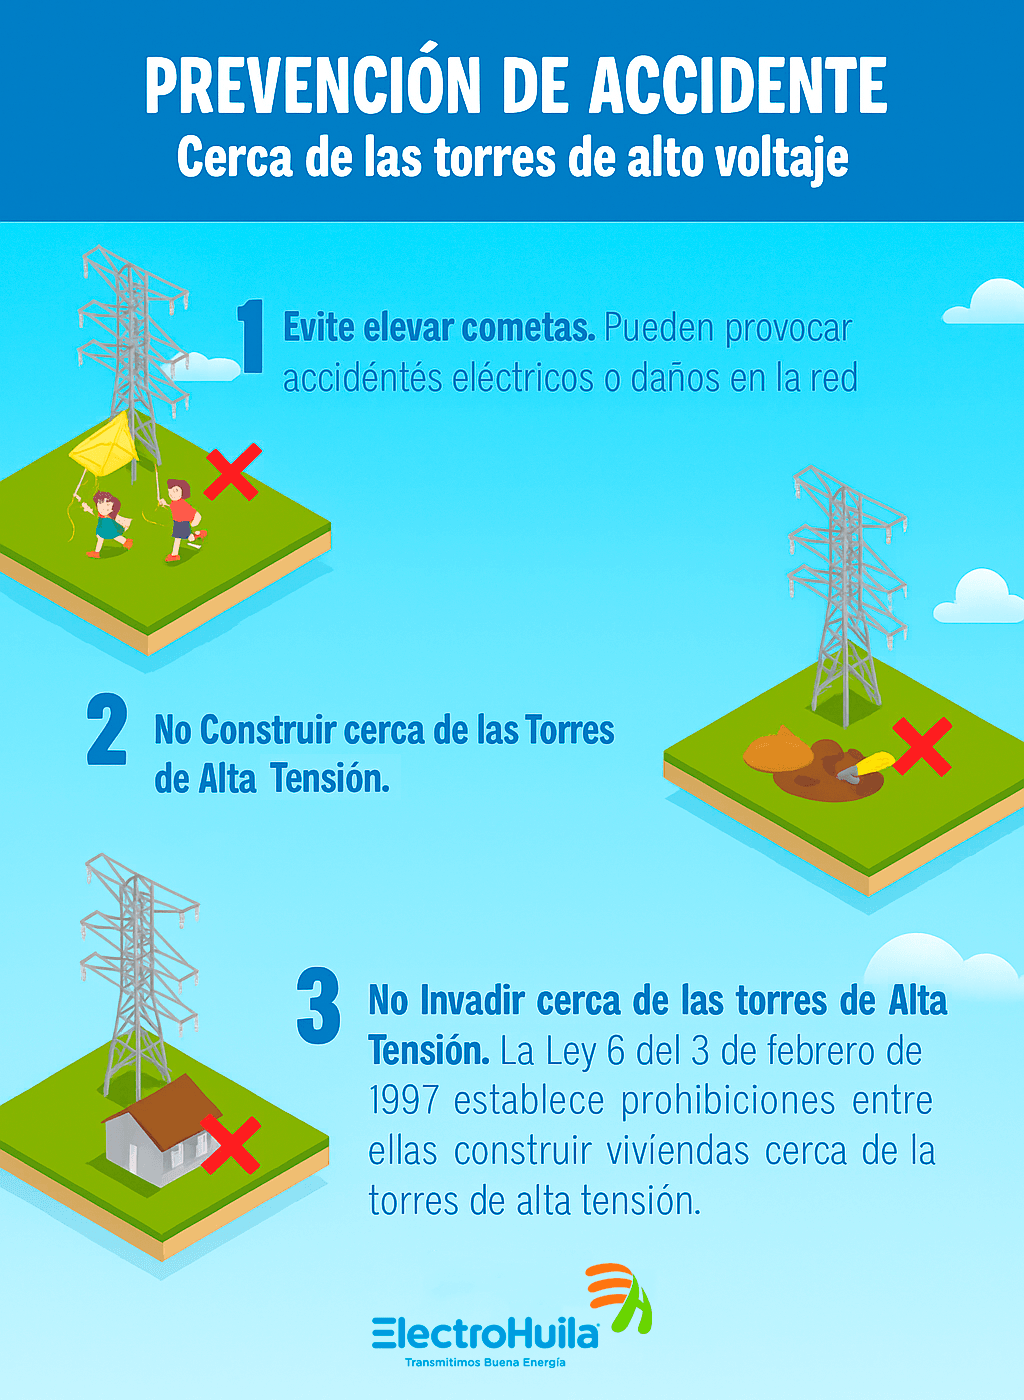 PREVENCIÓN DE ACCIDENTE
Cerca de las torres de alto voltaje
1 Evite elevar cometas. Pueden provocar
accidéntés eléctricos o daños en la red
2 No Construir cerca de las Torres
de Alta Tensión.
3 No Invadir cerca de las torres de Alta
Tensión. La Ley 6 del 3 de febrero de
1997 establece prohibiciones entre
ellas construir vivíendas cerca de la
torres de alta tensión.
ElectroHuila
Transmitimos Buena Energía